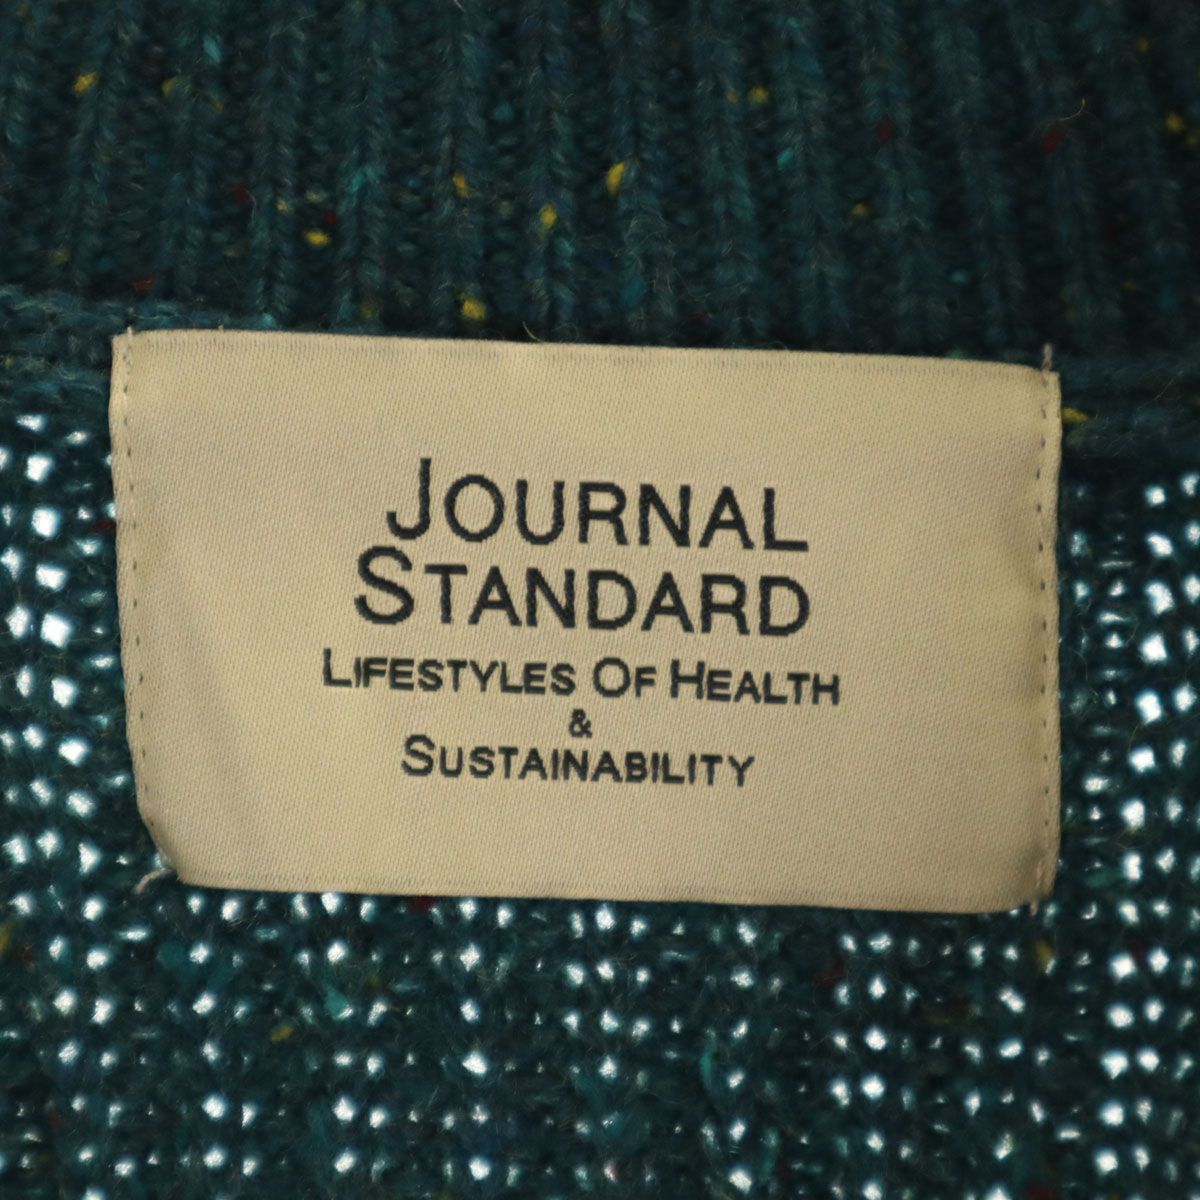 JOURNAL
STANDARD
LIFESTYLES OF HEALTH
&
SUSTAINABILITY